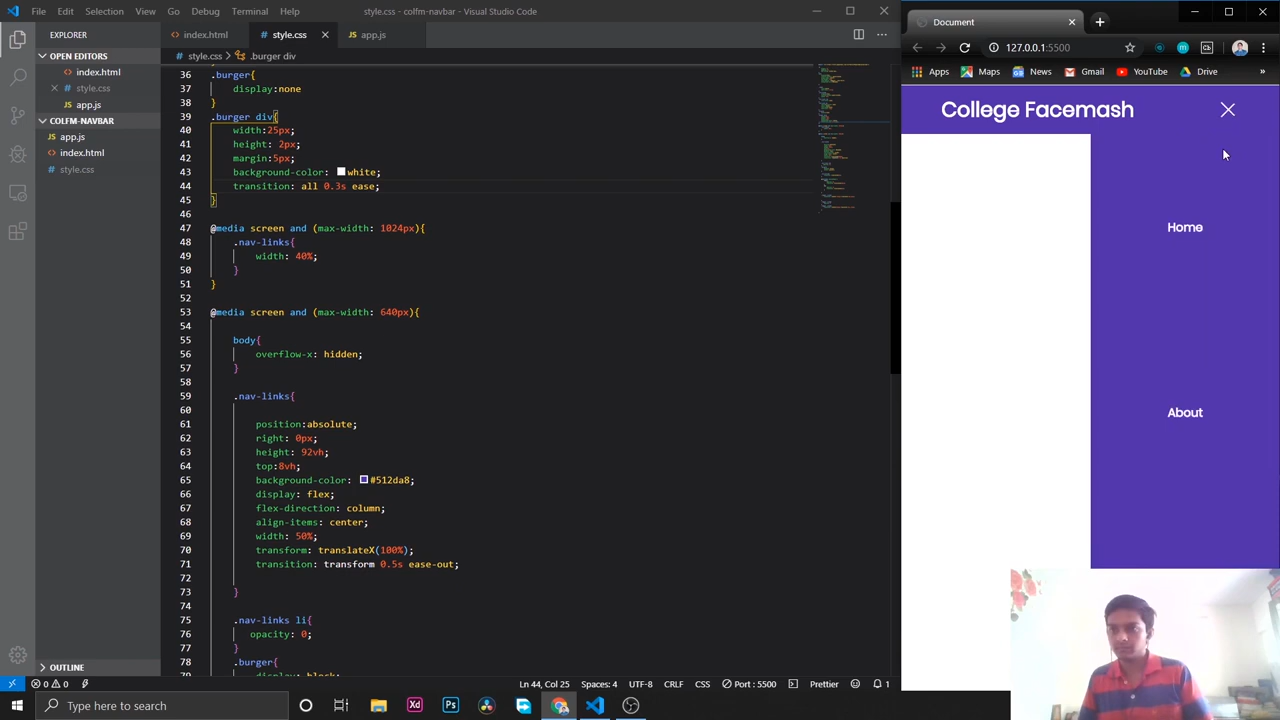 File Edit Selection View Go Debug Terminal Help
style.css - colfm-navbar - Visual Studio Code
EXPLORER
OPEN EDITORS
index.html
style.css
app.js
COLFM-NAVBAR
app.js
index.html
style.css
OUTLINE
index.html style.css app.js
style.css > .burger div
36 .burger{
37 display:none
38 }
39 .burger div{
40 width:25px;
41 height: 2px;
42 margin:5px;
43 background-color: white;
44 transition: all 0.3s ease;
45 }
46
47 @media screen and (max-width: 1024px){
48 .nav-links{
49 width: 40%;
50 }
51 }
52
53 @media screen and (max-width: 640px){
54
55 body{
56 overflow-x: hidden;
57 }
58
59 .nav-links{
60
61 position:absolute;
62 right: 0px;
63 height: 92vh;
64 top:8vh;
65 background-color: #512da8;
66 display: flex;
67 flex-direction: column;
68 align-items: center;
69 width: 50%;
70 transform: translateX(100%);
71 transition: transform 0.5s ease-out;
72
73 }
74
75 .nav-links li{
76 opacity: 0;
77 }
78 .burger{
0 0 Ln 44, Col 25 Spaces: 4 UTF-8 CRLF CSS Port : 5500 Prettier 1
Type here to search
Xd Ps
Document
127.0.0.1:5500
Apps Maps News Gmail YouTube Drive
College Facemash
Home
About